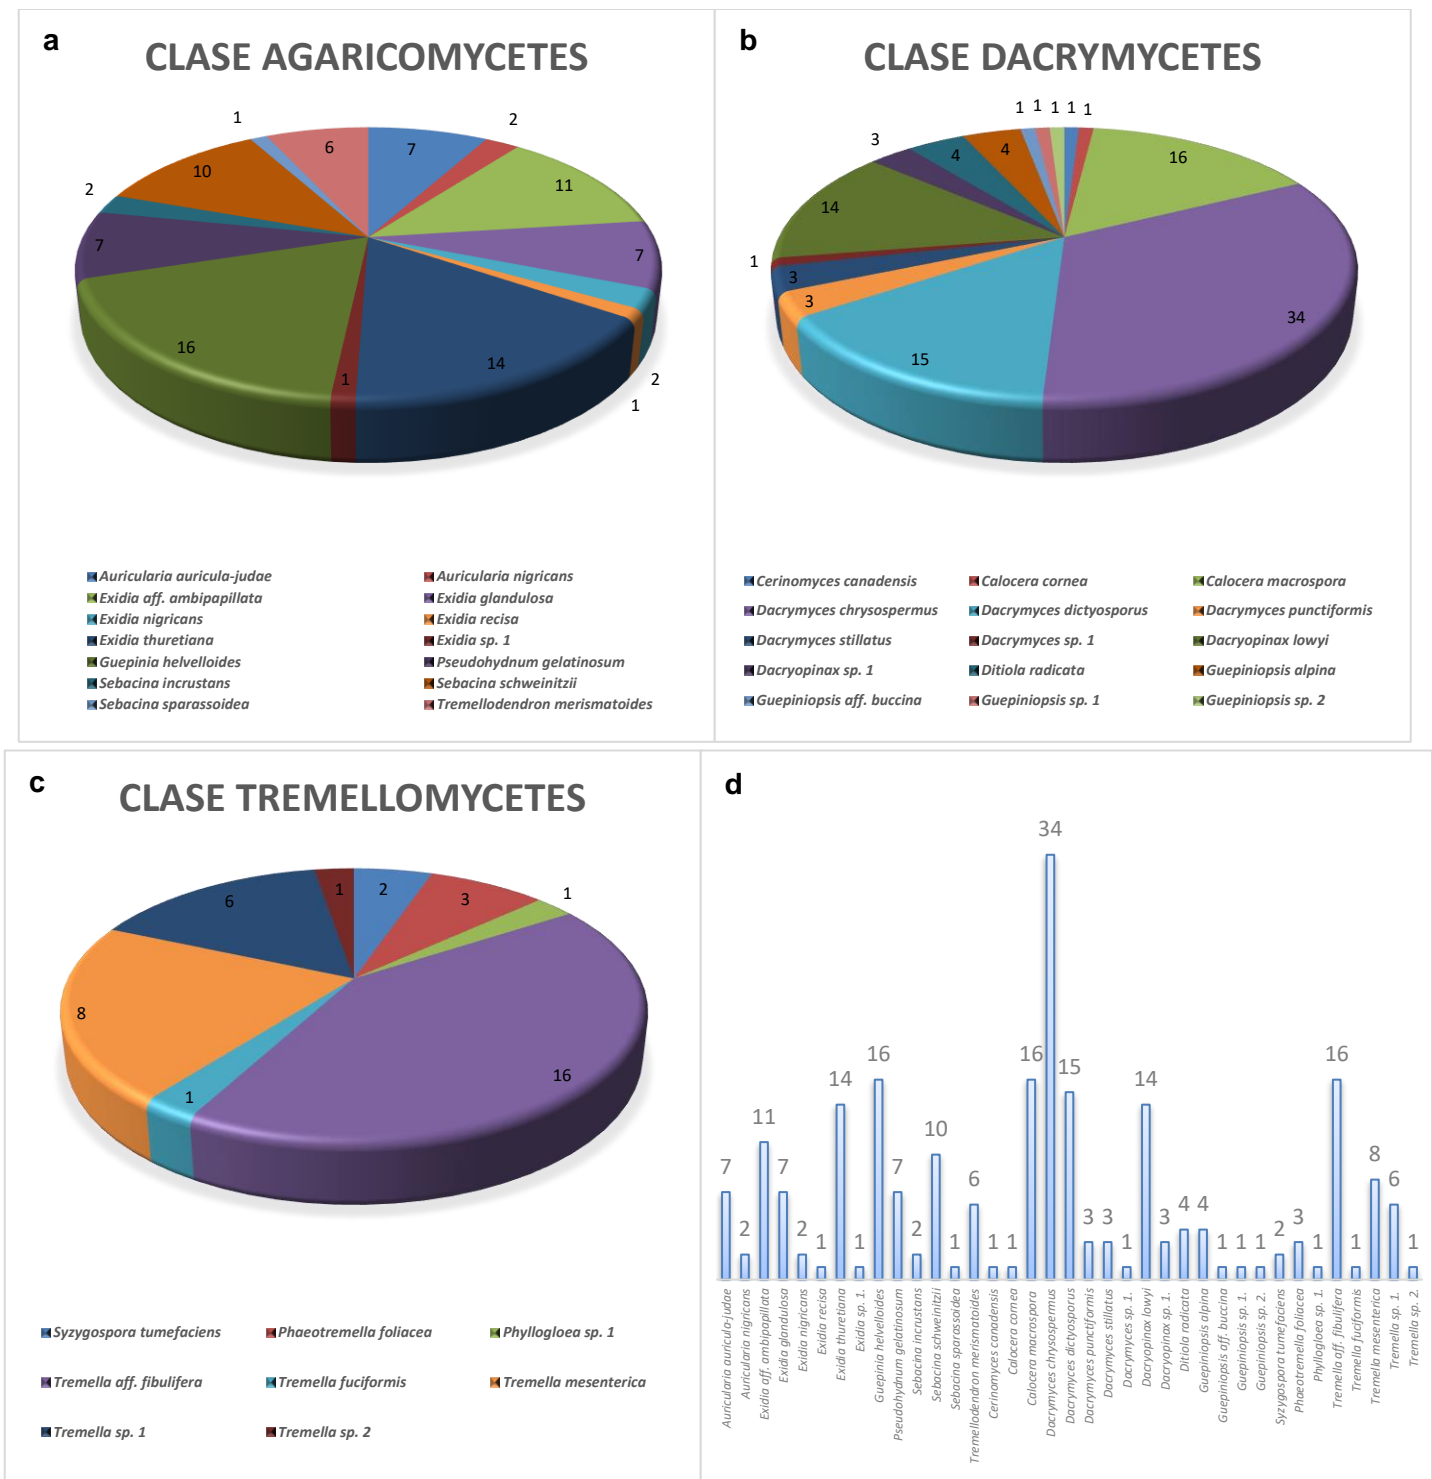 a
CLASE AGARICOMYCETES
1
6
7
2
10
11
2
7
7
16
14
1
2
1
Auricularia auricula-judae
Auricularia nigricans
Exidia aff. ambipapillata
Exidia glandulosa
Exidia nigricans
Exidia recisa
Exidia thuretiana
Exidia sp. 1
Guepinia helvelloides
Pseudohydnum gelatinosum
Sebacina incrustans
Sebacina schweinitzii
Sebacina sparassoidea
Tremellodendron merismatoides
b
CLASE DACRYMYCETES
1 1 1 1 1
3
4
4
16
14
1
3
3
34
15
Cerinomyces canadensis
Calocera cornea
Calocera macrospora
Dacrymyces chrysospermus
Dacrymyces dictyosporus
Dacrymyces punctiformis
Dacrymyces stillatus
Dacrymyces sp. 1
Dacryopinax lowyi
Dacryopinax sp. 1
Ditiola radicata
Guepiniopsis alpina
Guepiniopsis aff. buccina
Guepiniopsis sp. 1
Guepiniopsis sp. 2
c
CLASE TREMELLOMYCETES
1
2
3
1
6
8
16
1
Syzygospora tumefaciens
Phaeotremella foliacea
Phyllogloea sp. 1
Tremella aff. fibulifera
Tremella fuciformis
Tremella mesenterica
Tremella sp. 1
Tremella sp. 2
d
7
2
11
7
2
1
14
1
16
7
2
10
1
6
1
1
16
34
15
3
3
1
14
3
4
4
1
1
1
2
3
1
16
1
8
6
1
Auricularia auricula-judae
Auricularia nigricans
Exidia aff. ambipapillata
Exidia glandulosa
Exidia nigricans
Exidia recisa
Exidia thuretiana
Exidia sp. 1.
Guepinia helvelloides
Pseudohydnum gelatinosum
Sebacina incrustans
Sebacina schweinitzii
Sebacina sparassoidea
Tremellodendron merismatoides
Cerinomyces canadensis
Calocera cornea
Calocera macrospora
Dacrymyces chrysospermus
Dacrymyces dictyosporus
Dacrymyces punctiformis
Dacrymyces stillatus
Dacrymyces sp. 1.
Dacryopinax lowyi
Dacryopinax sp. 1.
Ditiola radicata
Guepiniopsis alpina
Guepiniopsis aff. buccina
Guepiniopsis sp. 1.
Guepiniopsis sp. 2.
Syzygospora tumefaciens
Phaeotremella foliacea
Phyllogloea sp. 1.
Tremella aff. fibulifera
Tremella fuciformis
Tremella mesenterica
Tremella sp. 1.
Tremella sp. 2.